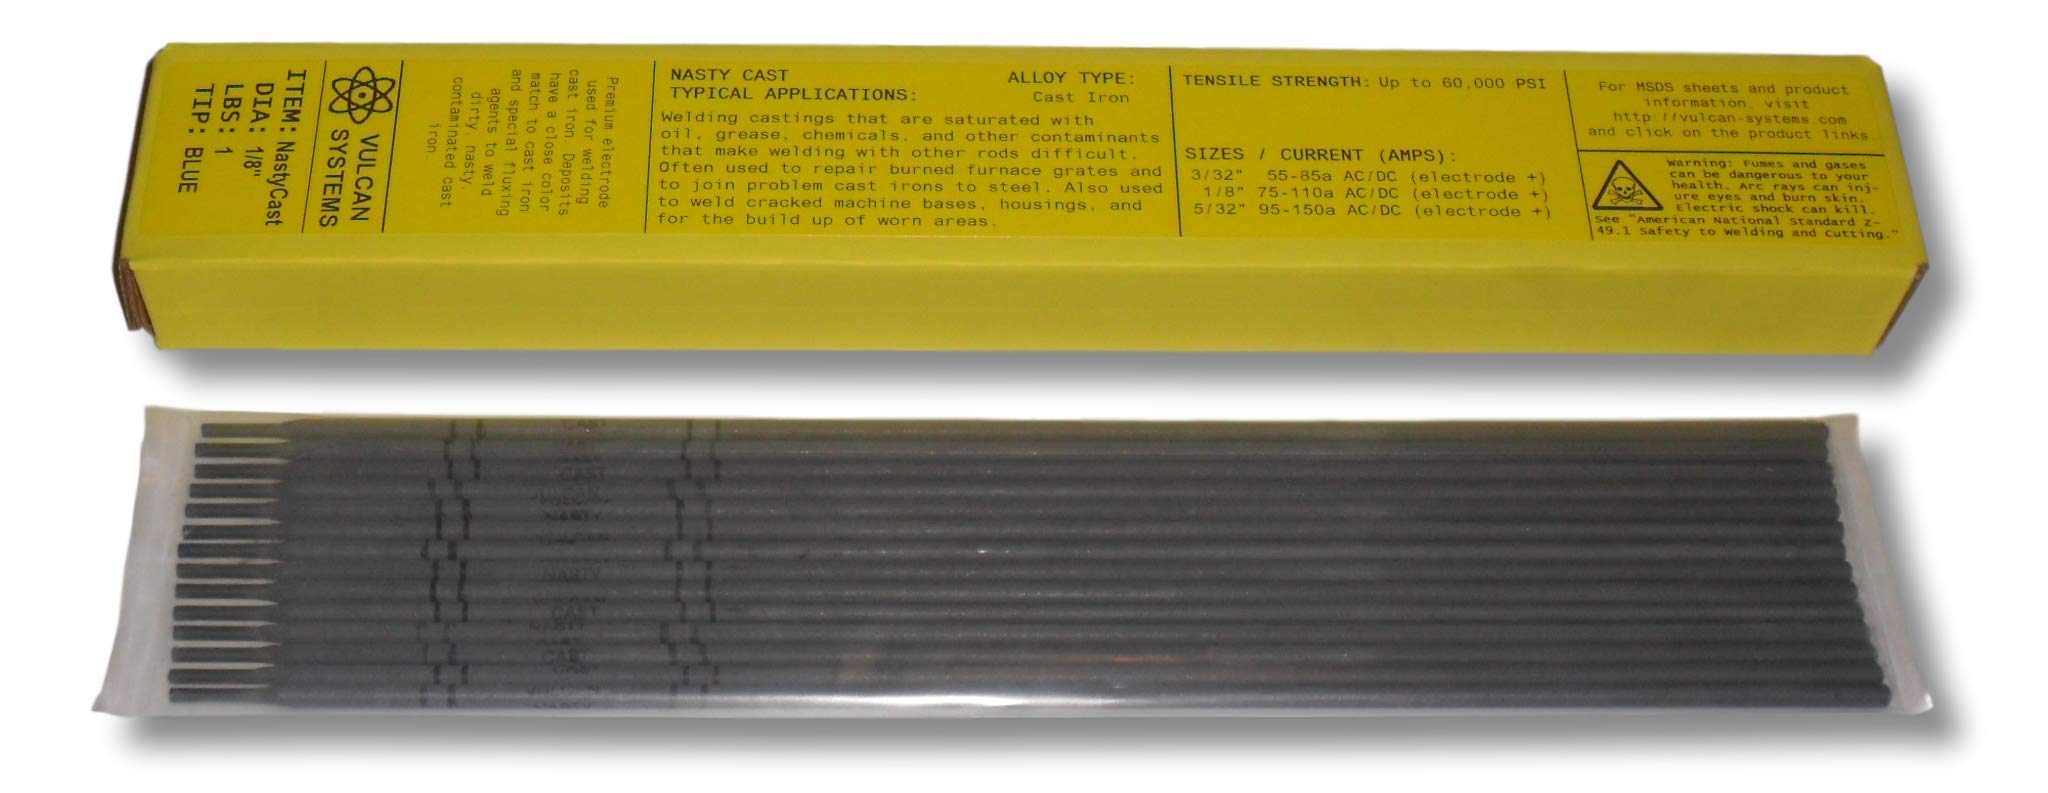 ITEM: NastyCast
DIA: 1/8"
LBS: 1
TIP: BLUE
VULCAN
SYSTEMS
Premium electrode
used for welding
cast iron. Deposits
have a close color
match to cast iron
and special fluxing
agents to weld
dirty, nasty,
contaminated cast
iron.
NASTY CAST
TYPICAL APPLICATIONS:
ALLOY TYPE:
Cast Iron
Welding castings that are saturated with
oil, grease, chemicals, and other contaminants
that make welding with other rods difficult.
Often used to repair burned furnace grates and
to join problem cast irons to steel. Also used
to weld cracked machine bases, housings, and
for the build up of worn areas.
TENSILE STRENGTH: Up to 60,000 PSI
SIZES / CURRENT (AMPS):
3/32" 55-85a AC/DC (electrode +)
1/8" 75-110a AC/DC (electrode +)
5/32" 95-150a AC/DC (electrode +)
For MSDS sheets and product
information, visit
http://vulcan-systems.com
and click on the product links.
Warning: Fumes and gases
can be dangerous to your
health. Arc rays can inj-
ure eyes and burn skin.
Electric shock can kill.
See "American National Standard Z-
49.1 Safety to Welding and Cutting."
CAST
NASTY
VULCAN
NASTY
CAST
NASTY
CAST
NASTY